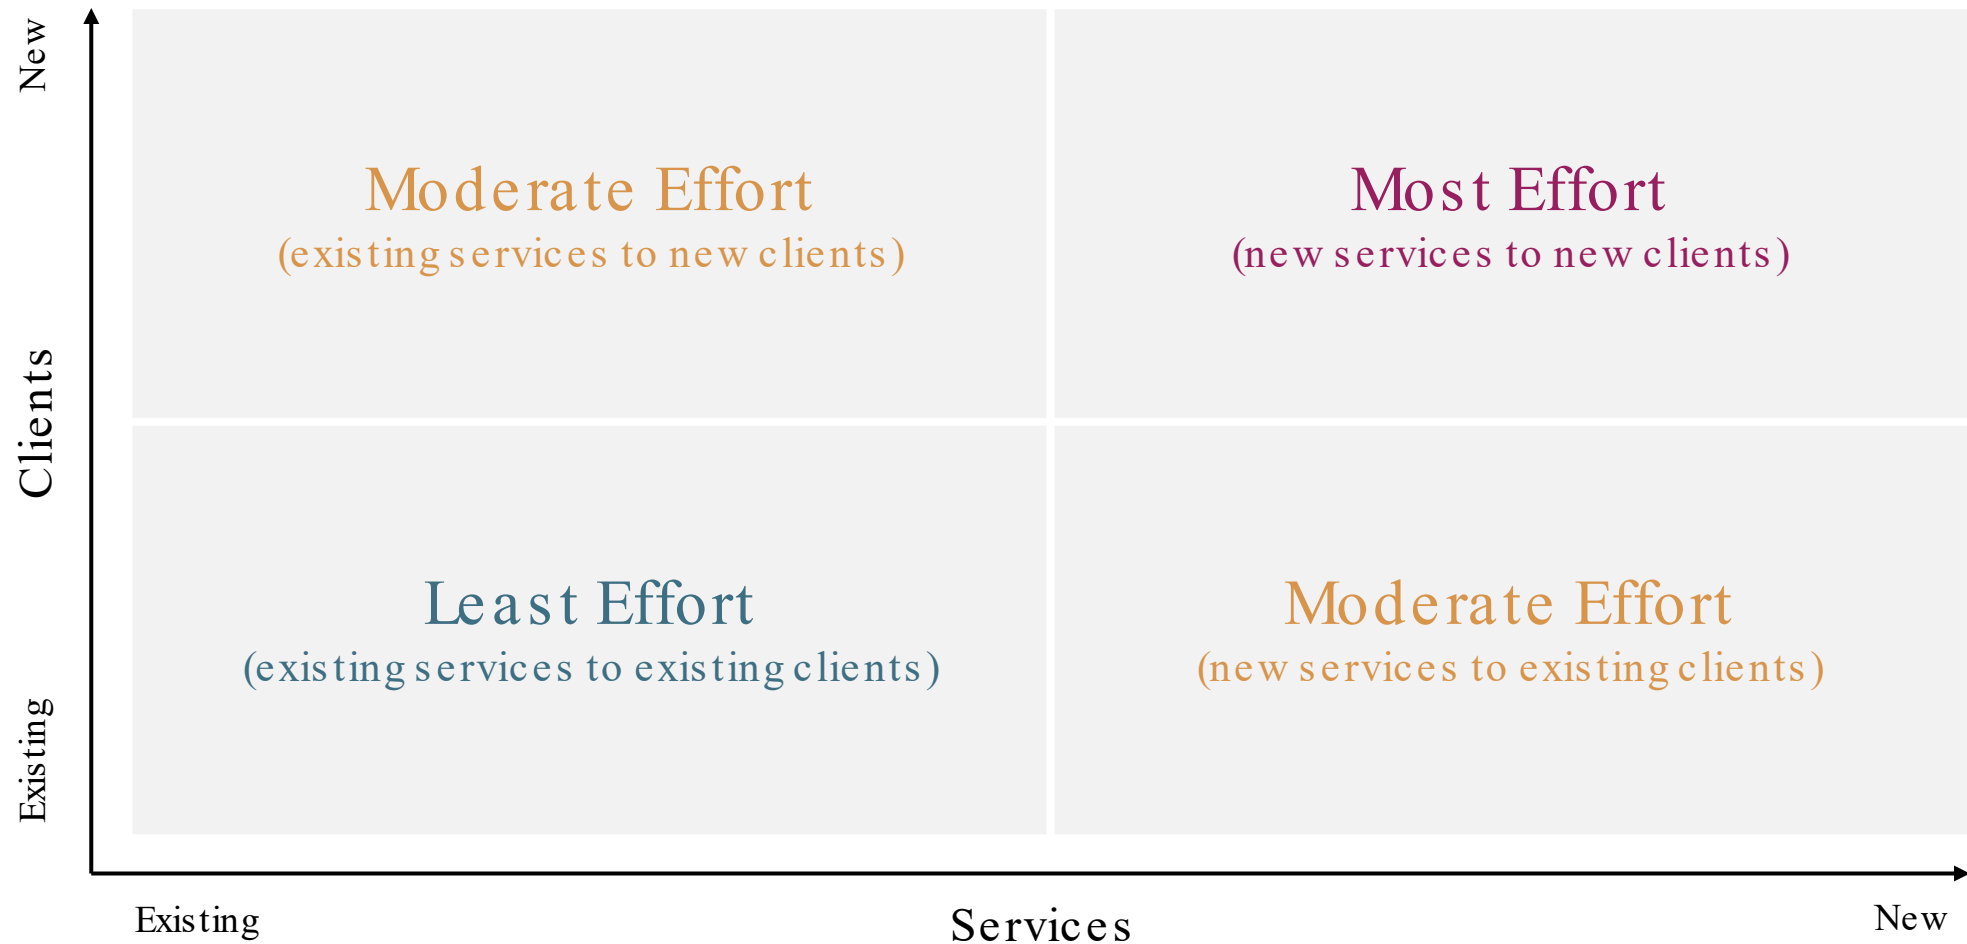 New
Moderate Effort
(existing services to new clients)
Most Effort
(new services to new clients)
Clients
Least Effort
(existing services to existing clients)
Moderate Effort
(new services to existing clients)
Existing
Existing
Services
New